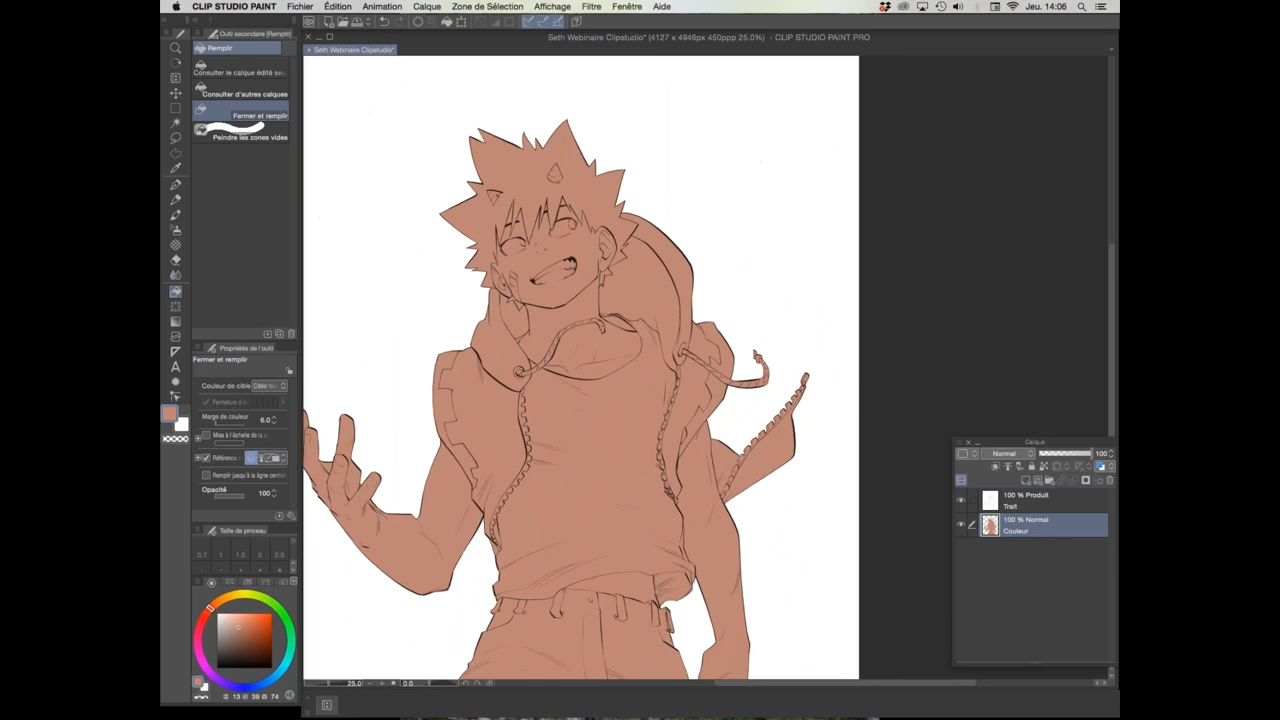 CLIP STUDIO PAINT Fichier Édition Animation Calque Zone de Sélection Affichage Filtre Fenêtre Aide Jeu. 14:06
Seth Webinaire Clipstudio* (4127 x 4946px 450ppp 25.0%) - CLIP STUDIO PAINT PRO
Seth Webinaire Clipstudio*
Outil secondaire [Remplir]
Remplir
Consulter le calque édité seu
Consulter d'autres calques
Fermer et remplir
Peindre les zones vides
Propriétés de l'outil
Fermer et remplir
Couleur de cible Cibler tou
Fermeture d'i
Marge de couleur 6.0
Mise à l'échelle de la c
Référence
Remplir jusqu'à la ligne centra
Opacité 100
Taille de pinceau
0.7 1 1.5 2 2.5
13 39 74
25.0 0.0
Calque
Normal 100
100 % Produit
Trait
100 % Normal
Couleur